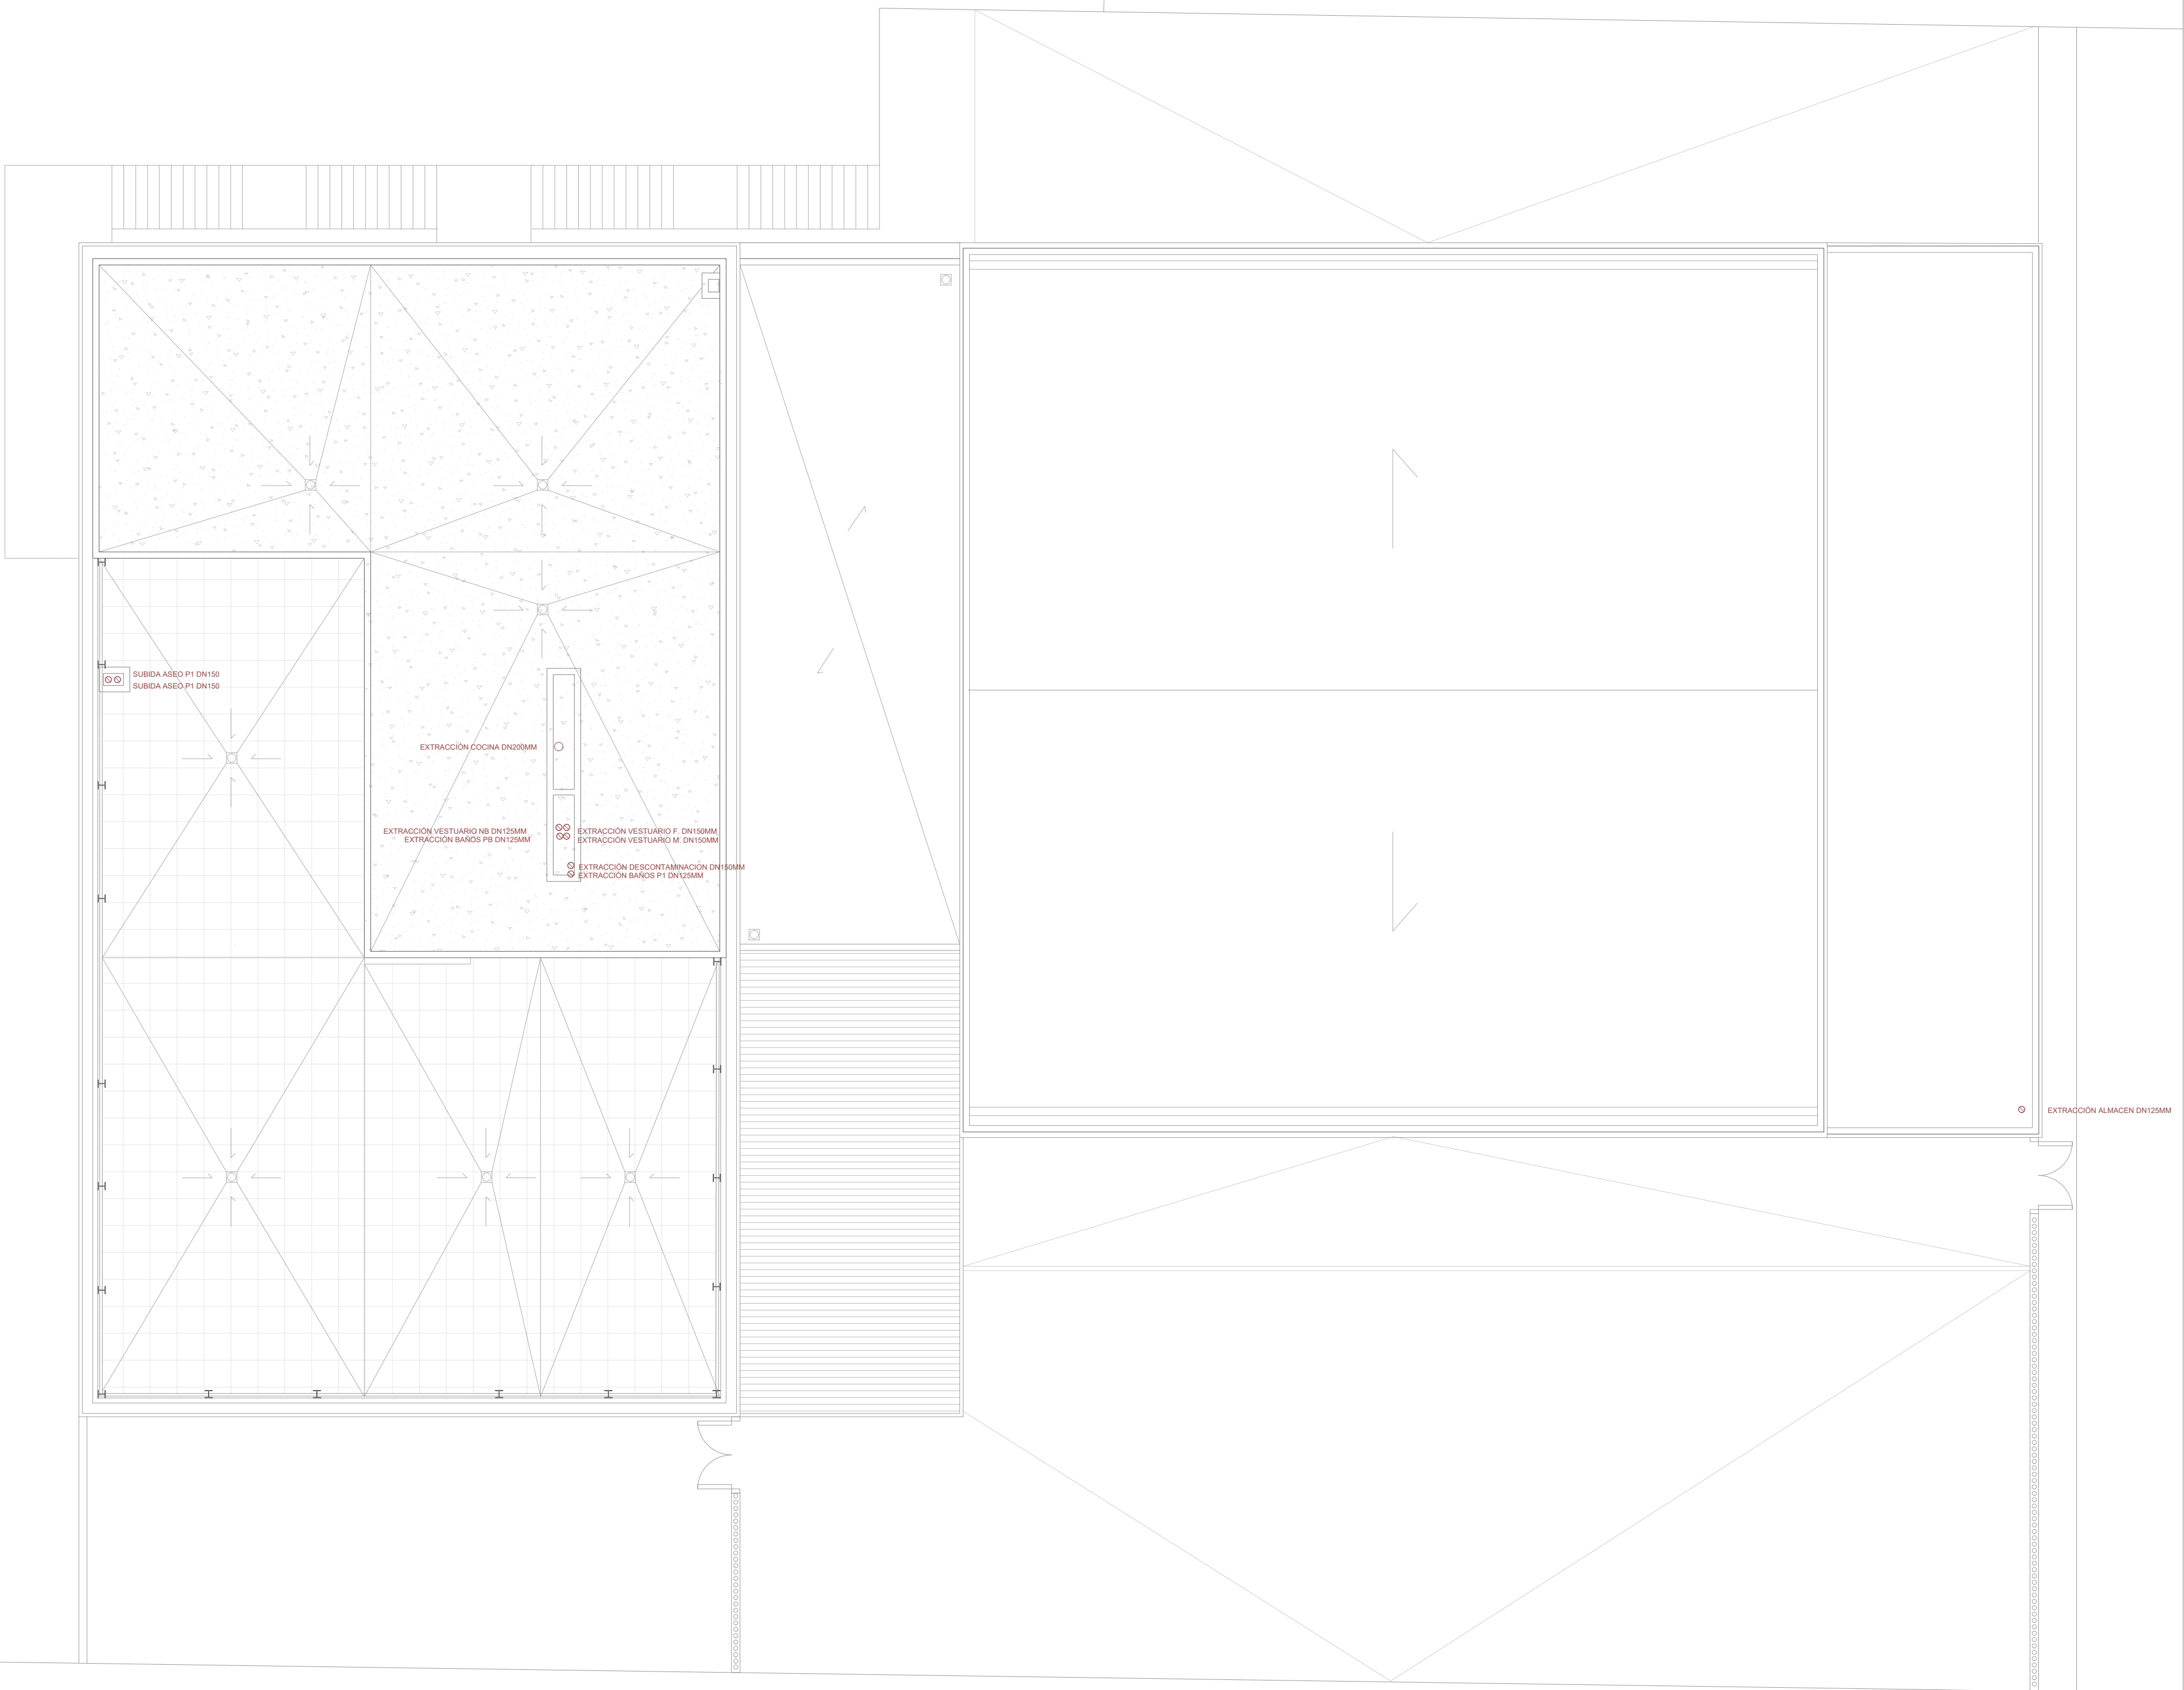 SUBIDA ASEO P1 DN150
SUBIDA ASEO P1 DN150
EXTRACCIÓN COCINA DN200MM
EXTRACCIÓN VESTUARIO NB DN125MM
EXTRACCIÓN BAÑOS PB DN125MM
EXTRACCIÓN VESTUARIO F. DN150MM
EXTRACCIÓN VESTUARIO M. DN150MM
EXTRACCIÓN DESCONTAMINACION DN150MM
EXTRACCIÓN BAÑOS P1 DN125MM
EXTRACCIÓN ALMACEN DN125MM